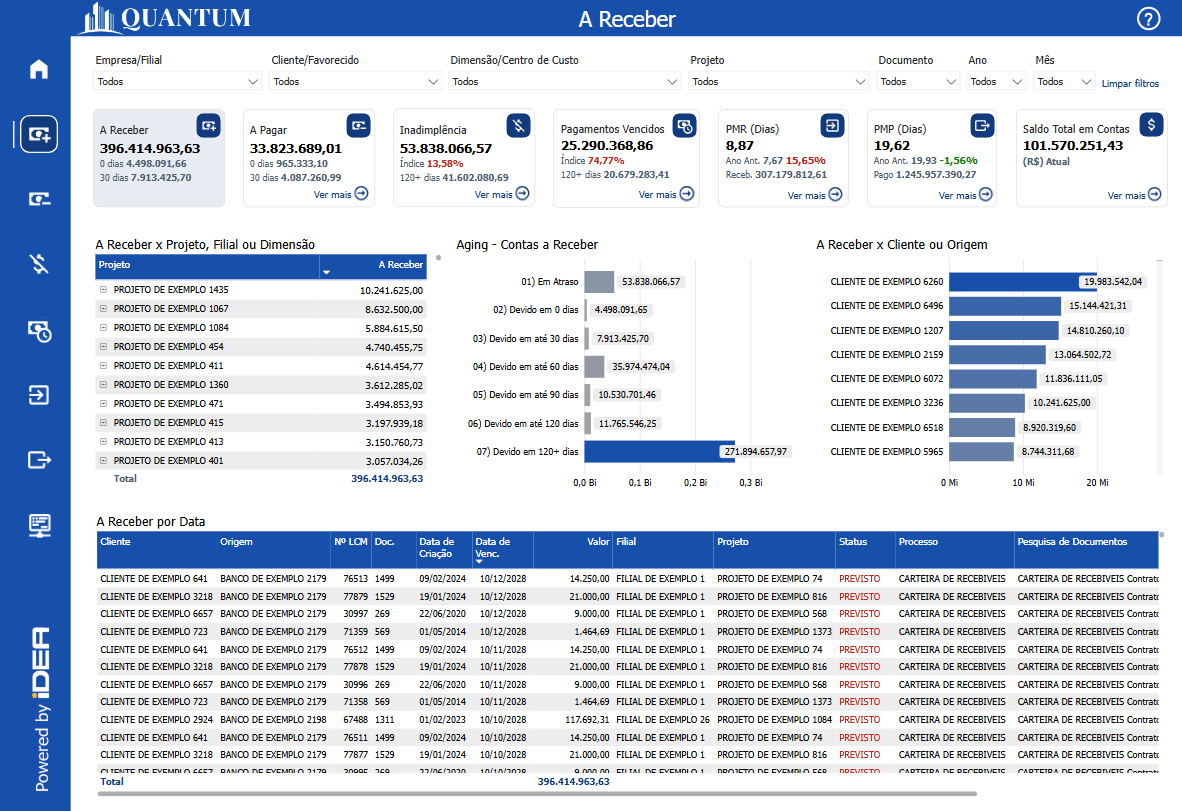 QUANTUM
A Receber
?
Empresa/Filial
Cliente/Favorecido
Dimensão/Centro de Custo
Projeto
Documento
Ano
Mês
Todos
Todos
Todos
Todos
Todos
Todos
Todos
Limpar filtros
A Receber
396.414.963,63
0 dias 4.498.091,66
30 dias 7.913.425,70
A Pagar
33.823.689,01
0 dias 965.333,10
30 dias 4.087.260,99
Ver mais
Inadimplência
53.838.066,57
Índice 13,58%
120+ dias 41.602.080,69
Ver mais
Pagamentos Vencidos
25.290.368,86
Índice 74,77%
120+ dias 20.679.283,41
Ver mais
PMR (Dias)
8,87
Ano Ant. 7,67 15,65%
Receb. 307.179.812,61
Ver mais
PMP (Dias)
19,62
Ano Ant. 19,93 -1,56%
Pago 1.245.957.390,27
Ver mais
Saldo Total em Contas
$
101.570.251,43
(R$) Atual
Ver mais
A Receber x Projeto, Filial ou Dimensão
Projeto A Receber
PROJETO DE EXEMPLO 1435 10.241.625,00
PROJETO DE EXEMPLO 1067 8.632.500,00
PROJETO DE EXEMPLO 1084 5.884.615,50
PROJETO DE EXEMPLO 454 4.740.455,75
PROJETO DE EXEMPLO 411 4.614.454,77
PROJETO DE EXEMPLO 1360 3.612.285,02
PROJETO DE EXEMPLO 471 3.494.853,93
PROJETO DE EXEMPLO 415 3.197.939,18
PROJETO DE EXEMPLO 413 3.150.760,73
PROJETO DE EXEMPLO 401 3.057.034,26
Total 396.414.963,63
Aging - Contas a Receber
01) Em Atraso 53.838.066,57
02) Devido em 0 dias 4.498.091,65
03) Devido em até 30 dias 7.913.425,70
04) Devido em até 60 dias 35.974.474,04
05) Devido em até 90 dias 10.530.701,46
06) Devido em até 120 dias 11.765.546,25
07) Devido em 120+ dias 271.894.657,97
0,0 Bi 0,1 Bi 0,2 Bi 0,3 Bi
A Receber x Cliente ou Origem
CLIENTE DE EXEMPLO 6260 19.983.542,04
CLIENTE DE EXEMPLO 6496 15.144.421,31
CLIENTE DE EXEMPLO 1207 14.810.260,10
CLIENTE DE EXEMPLO 2159 13.064.502,72
CLIENTE DE EXEMPLO 6072 11.836.111,05
CLIENTE DE EXEMPLO 3236 10.241.625,00
CLIENTE DE EXEMPLO 6518 8.920.319,60
CLIENTE DE EXEMPLO 5965 8.744.311,68
0 Mi 10 Mi 20 Mi
A Receber por Data
Cliente Origem Nº LCM Doc. Data de Criação Data de Venc. Valor Filial Projeto Status Processo Pesquisa de Documentos
CLIENTE DE EXEMPLO 641 BANCO DE EXEMPLO 2179 76513 1499 09/02/2024 10/12/2028 14.250,00 FILIAL DE EXEMPLO 1 PROJETO DE EXEMPLO 74 PREVISTO CARTEIRA DE RECEBIVEIS CARTEIRA DE RECEBIVEIS Contrato
CLIENTE DE EXEMPLO 3218 BANCO DE EXEMPLO 2179 77879 1529 19/01/2024 10/12/2028 21.000,00 FILIAL DE EXEMPLO 1 PROJETO DE EXEMPLO 816 PREVISTO CARTEIRA DE RECEBIVEIS CARTEIRA DE RECEBIVEIS Contrato
CLIENTE DE EXEMPLO 6657 BANCO DE EXEMPLO 2179 30997 269 22/06/2020 10/12/2028 9.000,00 FILIAL DE EXEMPLO 1 PROJETO DE EXEMPLO 568 PREVISTO CARTEIRA DE RECEBIVEIS CARTEIRA DE RECEBIVEIS Contrato
CLIENTE DE EXEMPLO 723 BANCO DE EXEMPLO 2179 71359 569 01/05/2014 10/12/2028 1.464,69 FILIAL DE EXEMPLO 1 PROJETO DE EXEMPLO 1373 PREVISTO CARTEIRA DE RECEBIVEIS CARTEIRA DE RECEBIVEIS Contrato
CLIENTE DE EXEMPLO 641 BANCO DE EXEMPLO 2179 76512 1499 09/02/2024 10/11/2028 14.250,00 FILIAL DE EXEMPLO 1 PROJETO DE EXEMPLO 74 PREVISTO CARTEIRA DE RECEBIVEIS CARTEIRA DE RECEBIVEIS Contrato
CLIENTE DE EXEMPLO 3218 BANCO DE EXEMPLO 2179 77878 1529 19/01/2024 10/11/2028 21.000,00 FILIAL DE EXEMPLO 1 PROJETO DE EXEMPLO 816 PREVISTO CARTEIRA DE RECEBIVEIS CARTEIRA DE RECEBIVEIS Contrato
CLIENTE DE EXEMPLO 6657 BANCO DE EXEMPLO 2179 30996 269 22/06/2020 10/11/2028 9.000,00 FILIAL DE EXEMPLO 1 PROJETO DE EXEMPLO 568 PREVISTO CARTEIRA DE RECEBIVEIS CARTEIRA DE RECEBIVEIS Contrato
CLIENTE DE EXEMPLO 723 BANCO DE EXEMPLO 2179 71358 569 01/05/2014 10/11/2028 1.464,69 FILIAL DE EXEMPLO 1 PROJETO DE EXEMPLO 1373 PREVISTO CARTEIRA DE RECEBIVEIS CARTEIRA DE RECEBIVEIS Contrato
CLIENTE DE EXEMPLO 2924 BANCO DE EXEMPLO 2198 67488 1311 01/02/2023 10/10/2028 117.692,31 FILIAL DE EXEMPLO 26 PROJETO DE EXEMPLO 1084 PREVISTO CARTEIRA DE RECEBIVEIS CARTEIRA DE RECEBIVEIS Contrato
CLIENTE DE EXEMPLO 641 BANCO DE EXEMPLO 2179 76511 1499 09/02/2024 10/10/2028 14.250,00 FILIAL DE EXEMPLO 1 PROJETO DE EXEMPLO 74 PREVISTO CARTEIRA DE RECEBIVEIS CARTEIRA DE RECEBIVEIS Contrato
CLIENTE DE EXEMPLO 3218 BANCO DE EXEMPLO 2179 77877 1529 19/01/2024 10/10/2028 21.000,00 FILIAL DE EXEMPLO 1 PROJETO DE EXEMPLO 816 PREVISTO CARTEIRA DE RECEBIVEIS CARTEIRA DE RECEBIVEIS Contrato
CLIENTE DE EXEMPLO 6657 BANCO DE EXEMPLO 2179 30995 269 22/06/2020 10/10/2028 9.000,00 FILIAL DE EXEMPLO 1 PROJETO DE EXEMPLO 568 PREVISTO CARTEIRA DE RECEBIVEIS CARTEIRA DE RECEBIVEIS Contrato
Total 396.414.963,63
Powered by iDEA